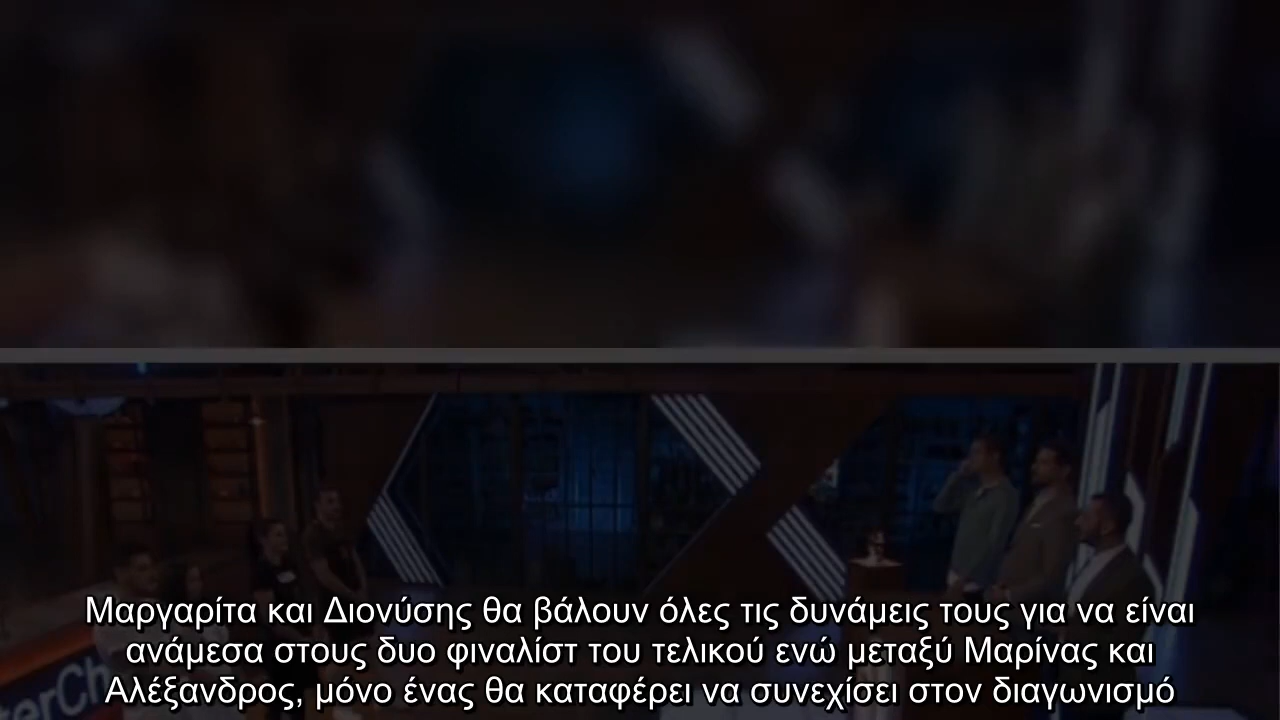 Μαργαρίτα και Διονύσης θα βάλουν όλες τις δυνάμεις τους για να είναι
ανάμεσα στους δυο φιναλίστ του τελικού ενώ μεταξύ Μαρίνας και
Αλέξανδρος, μόνο ένας θα καταφέρει να συνεχίσει στον διαγωνισμό
terCh